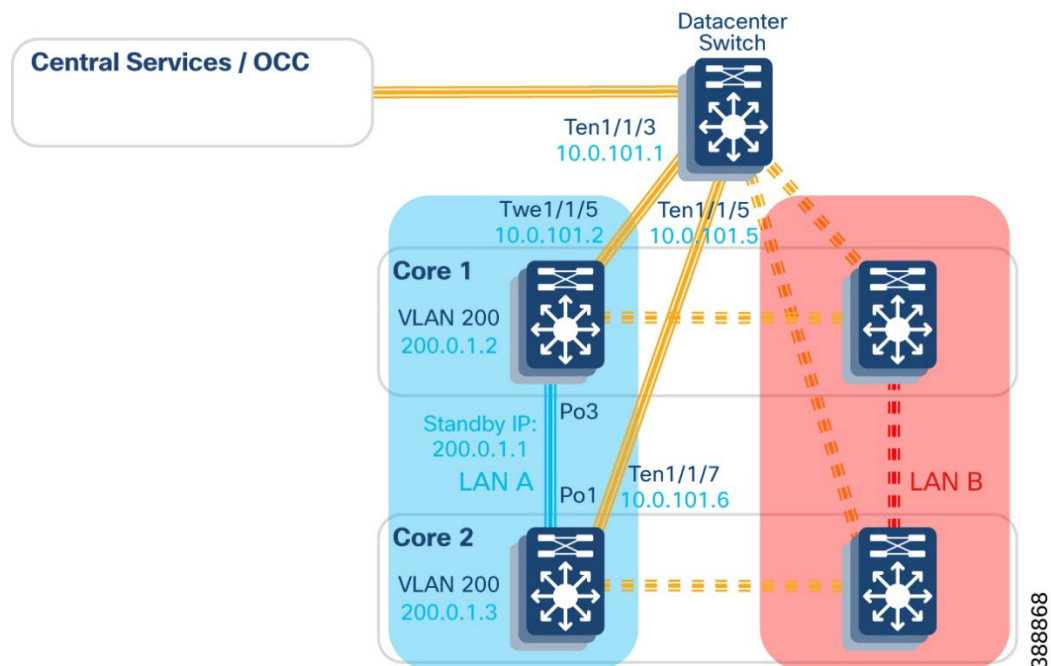 Datacenter
Switch
Central Services / OCC
Ten1/1/3
10.0.101.1
Twe1/1/5
10.0.101.2
Ten1/1/5
10.0.101.5
Core 1
VLAN 200
200.0.1.2
Po3
Standby IP:
200.0.1.1
LAN A
Po1
Ten1/1/7
10.0.101.6
LAN B
Core 2
VLAN 200
200.0.1.3
388868